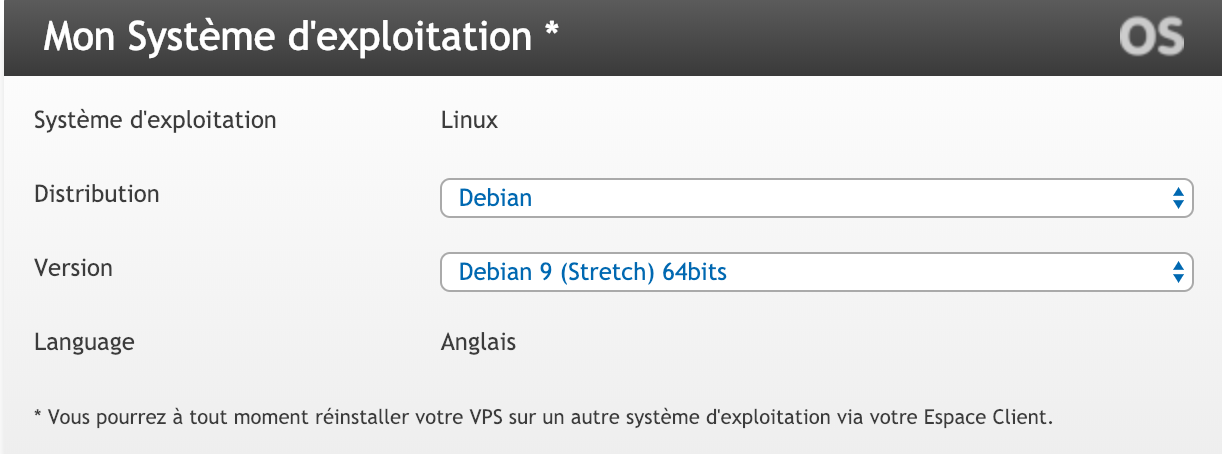 Mon Système d'exploitation *
OS
Système d'exploitation
Linux
Distribution
Debian
Version
Debian 9 (Stretch) 64bits
Language
Anglais
* Vous pourrez à tout moment réinstaller votre VPS sur un autre système d'exploitation via votre Espace Client.